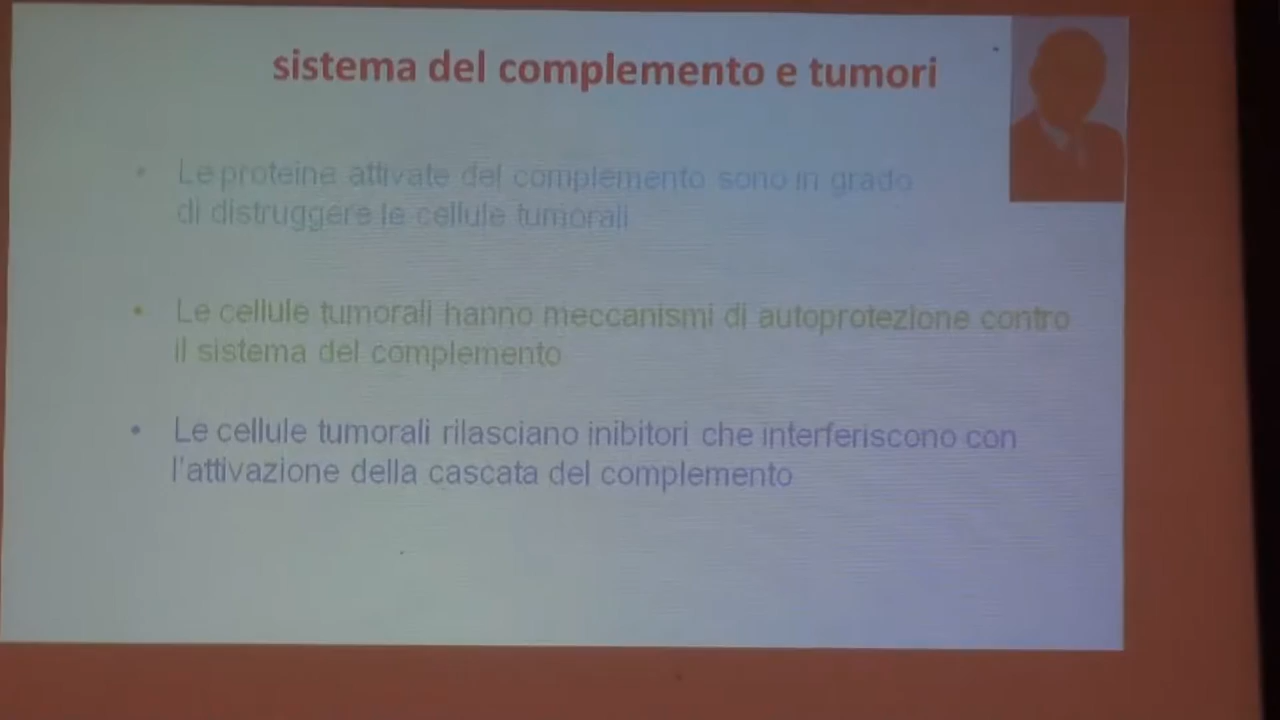 sistema del complemento e tumori
• Le proteine attivate del complemento sono in grado
di distruggere le cellule tumorali
• Le cellule tumorali hanno meccanismi di autoprotezione contro
il sistema del complemento
• Le cellule tumorali rilasciano inibitori che interferiscono con
l'attivazione della cascata del complemento